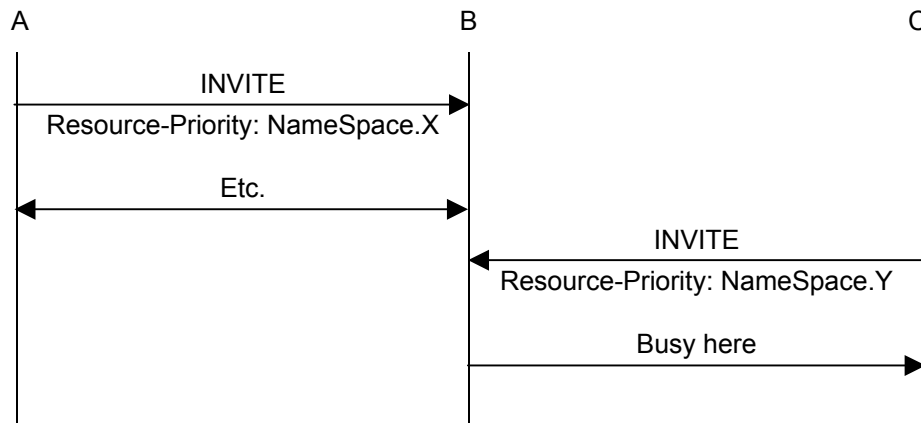 A
B
C
INVITE
Resource-Priority: NameSpace.X
Etc.
INVITE
Resource-Priority: NameSpace.Y
Busy here